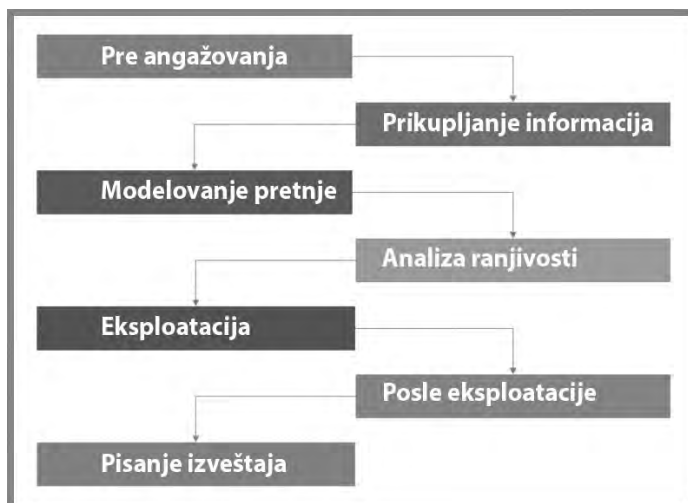 Pre angažovanja
Prikupljanje informacija
Modelovanje pretnje
Analiza ranjivosti
Eksploatacija
Posle eksploatacije
Pisanje izveštaja